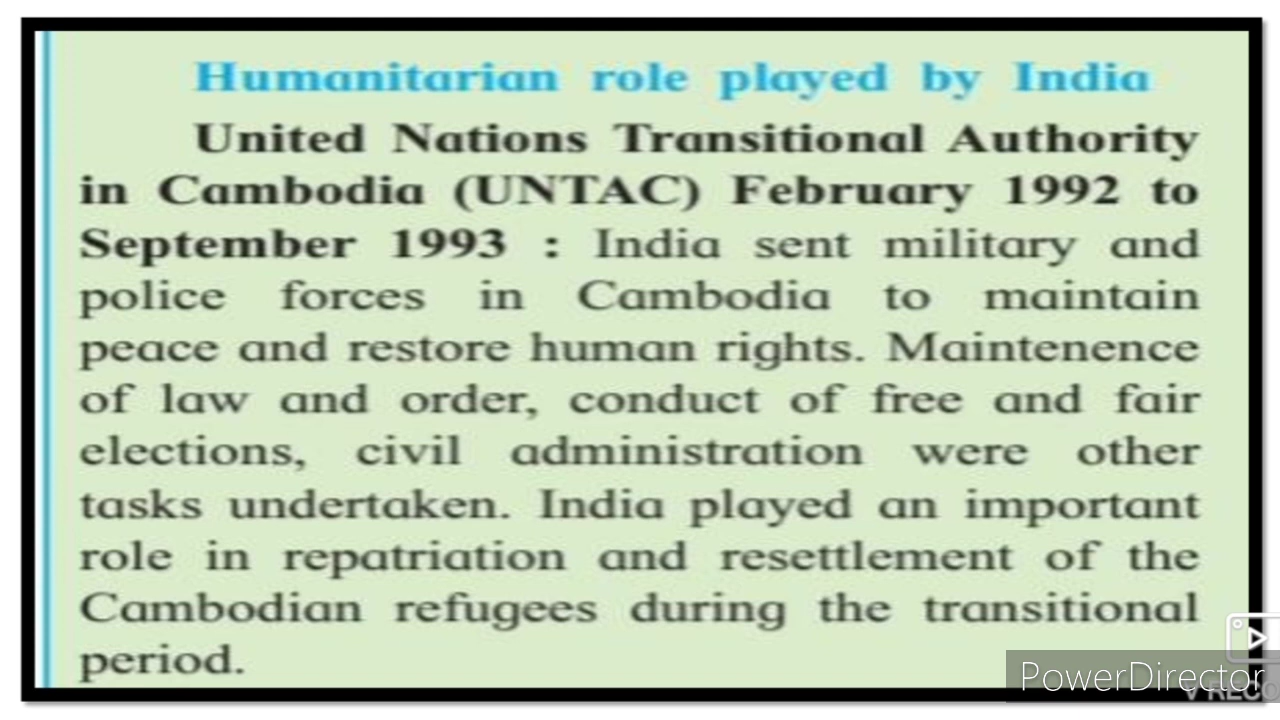 Humanitarian role played by India
United Nations Transitional Authority
in Cambodia (UNTAC) February 1992 to
September 1993 : India sent military and
police forces in Cambodia to maintain
peace and restore human rights. Maintenence
of law and order, conduct of free and fair
elections, civil administration were other
tasks undertaken. India played an important
role in repatriation and resettlement of the
Cambodian refugees during the transitional
period.
PowerDirector